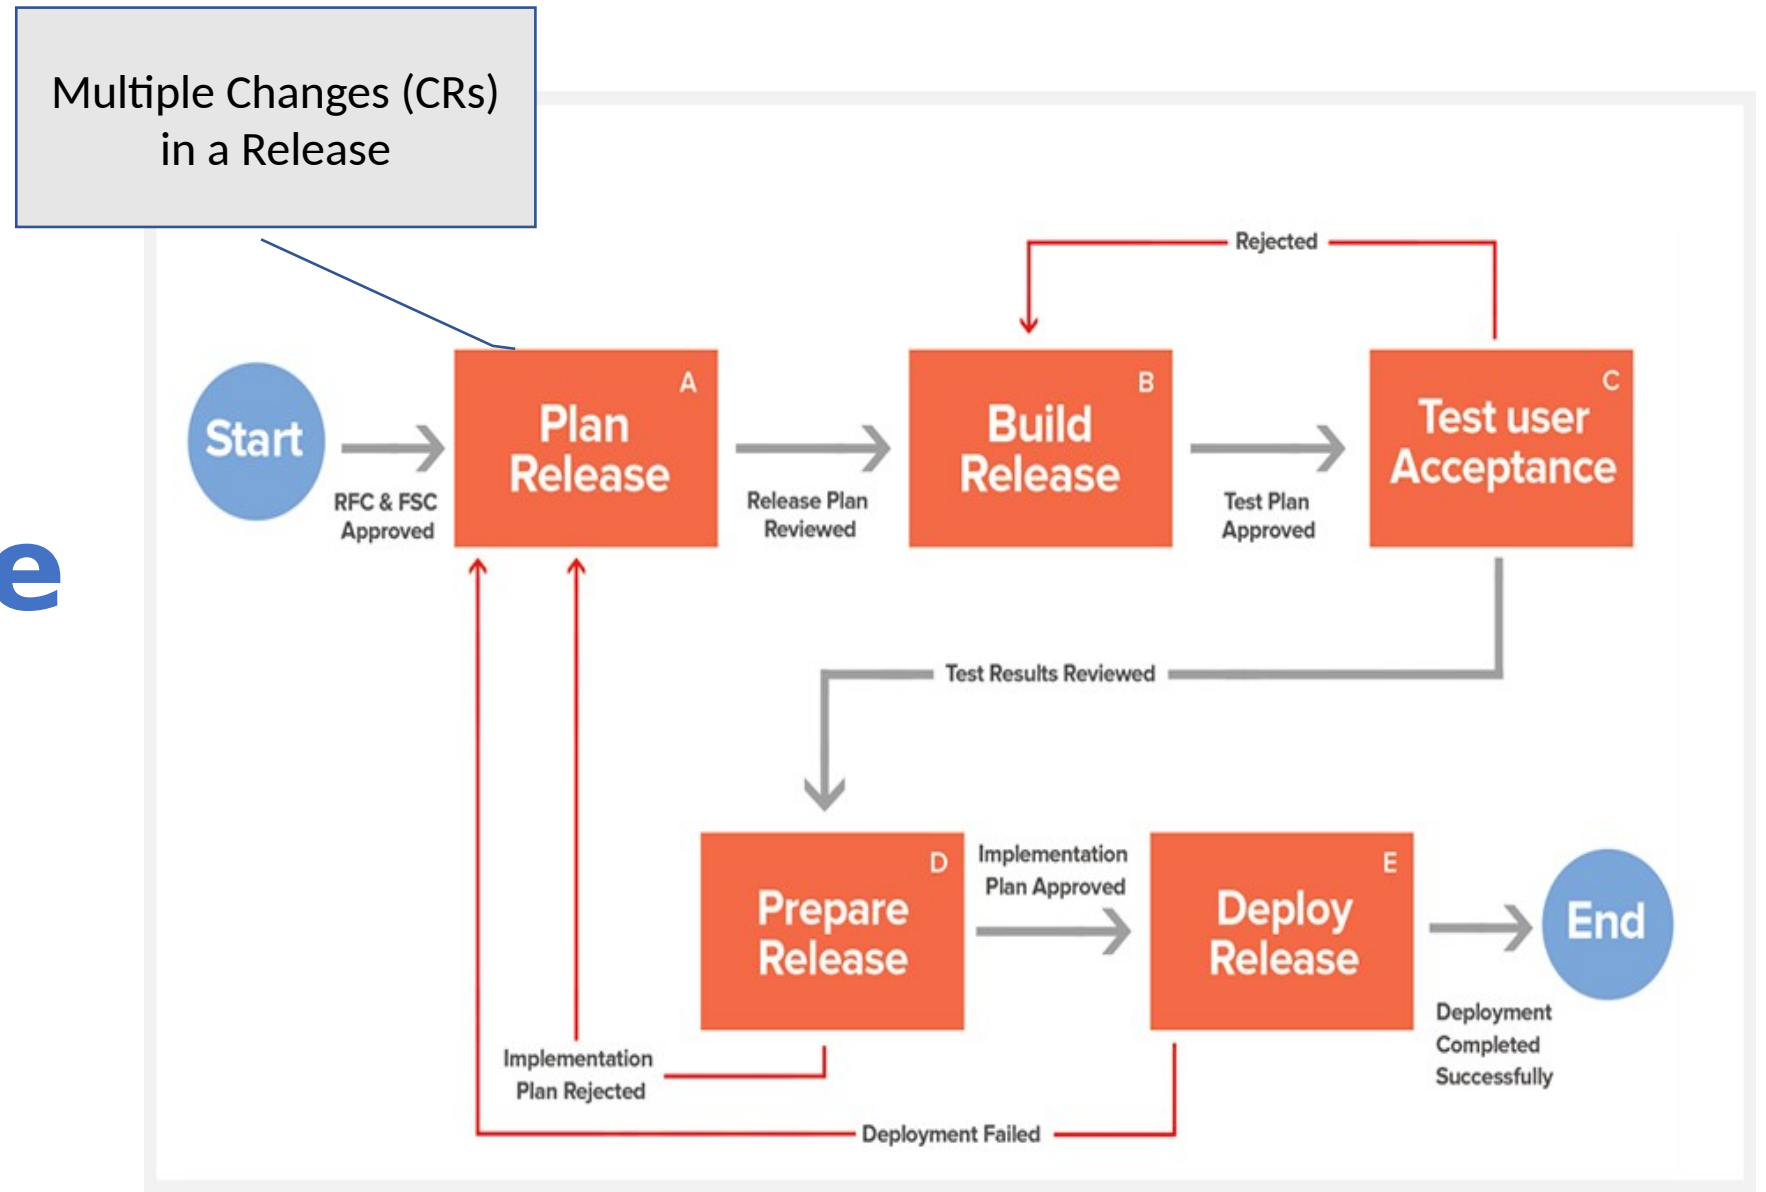 Multiple Changes (CRs)
in a Release
Rejected
Start
RFC & FSC
Approved
A
Plan
Release
Release Plan
Reviewed
B
Build
Release
Test Plan
Approved
C
Test user
Acceptance
e
Test Results Reviewed
D
Prepare
Release
Implementation
Plan Approved
E
Deploy
Release
End
Deployment
Completed
Successfully
Implementation
Plan Rejected
Deployment Failed